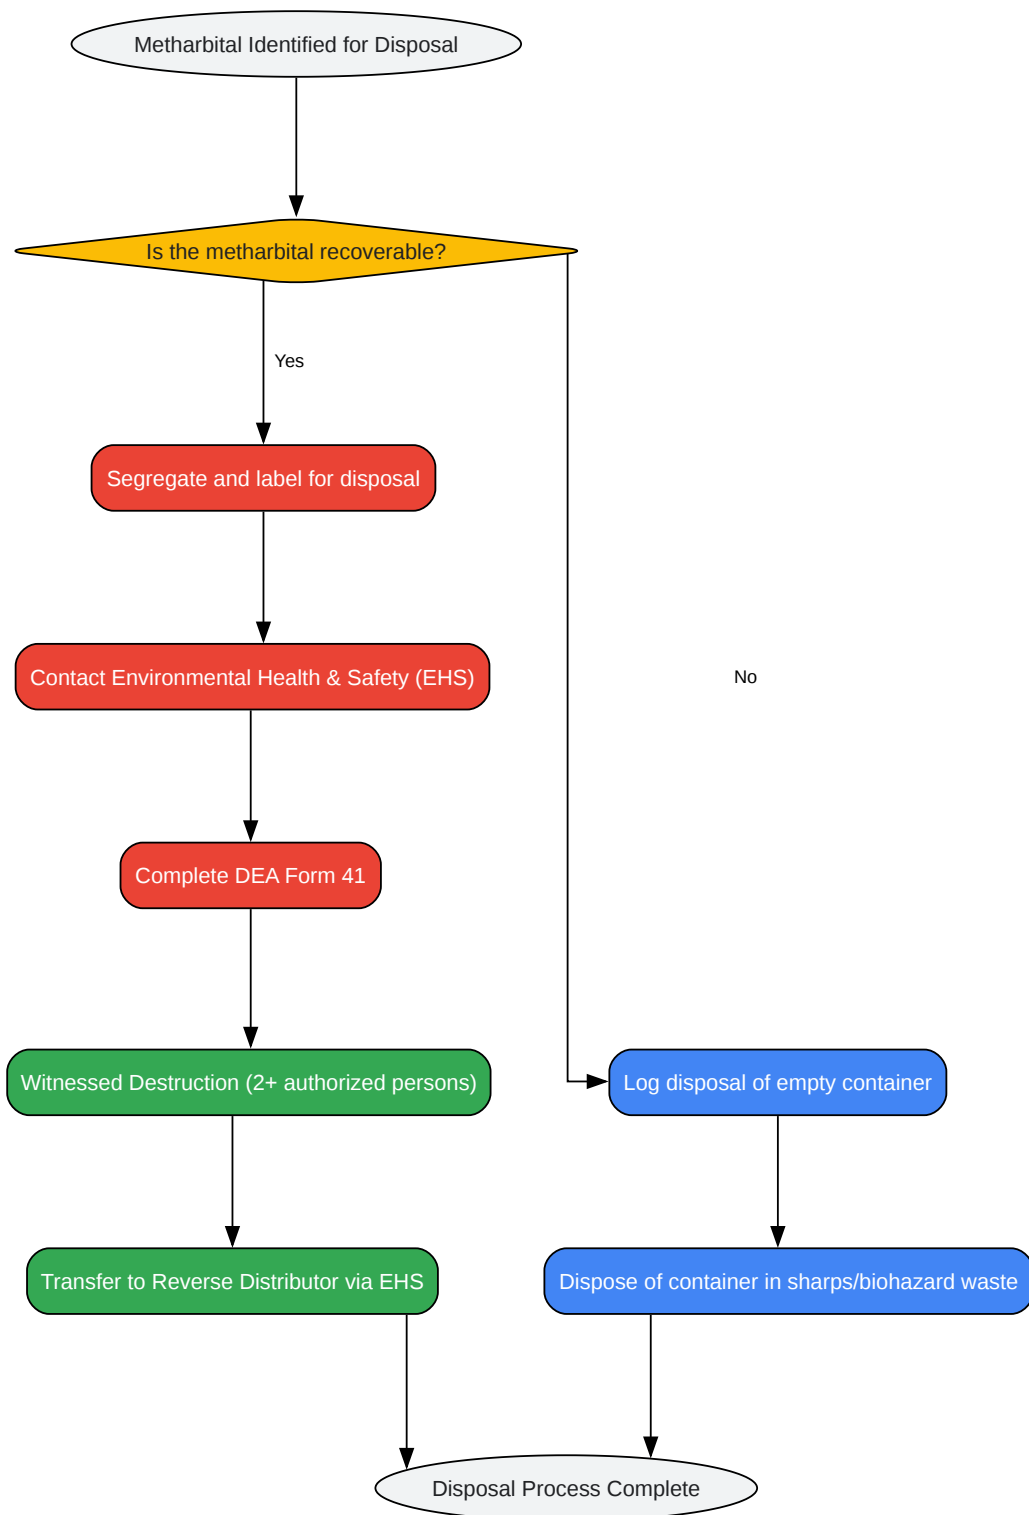 Metharbital Identified for Disposal
Is the metharbital recoverable?
Yes
Segregate and label for disposal
Contact Environmental Health & Safety (EHS)
No
Complete DEA Form 41
Witnessed Destruction (2+ authorized persons)
Log disposal of empty container
Transfer to Reverse Distributor via EHS
Dispose of container in sharps/biohazard waste
Disposal Process Complete